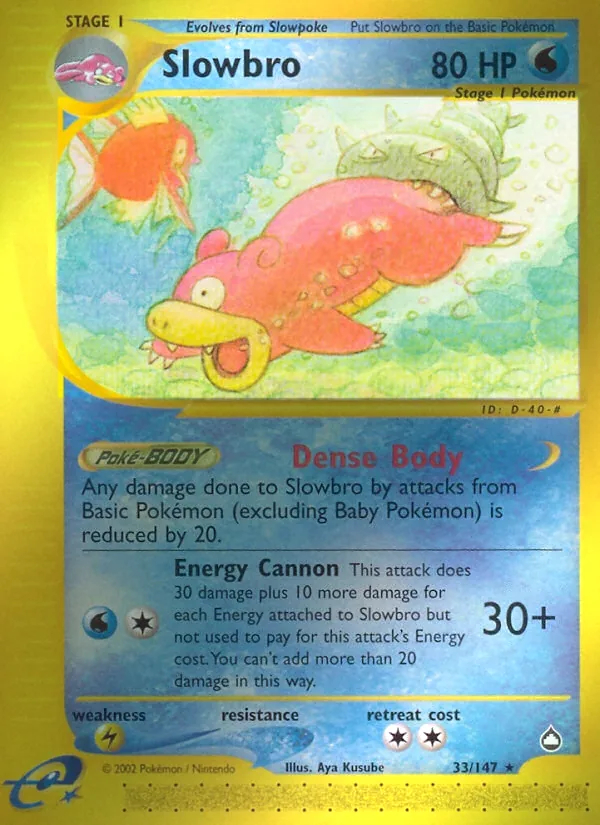 STAGE 1
Evolves from Slowpoke Put Slowbro on the Basic Pokémon
Slowbro 80 HP
Stage 1 Pokémon
ID: D-40-#
Poké-BODY Dense Body
Any damage done to Slowbro by attacks from
Basic Pokémon (excluding Baby Pokémon) is
reduced by 20.
Energy Cannon This attack does
30 damage plus 10 more damage for
each Energy attached to Slowbro but
not used to pay for this attack's Energy
cost. You can't add more than 20
damage in this way.
30+
weakness resistance retreat cost
© 2002 Pokémon / Nintendo Illus. Aya Kusube 33/147 ★
e